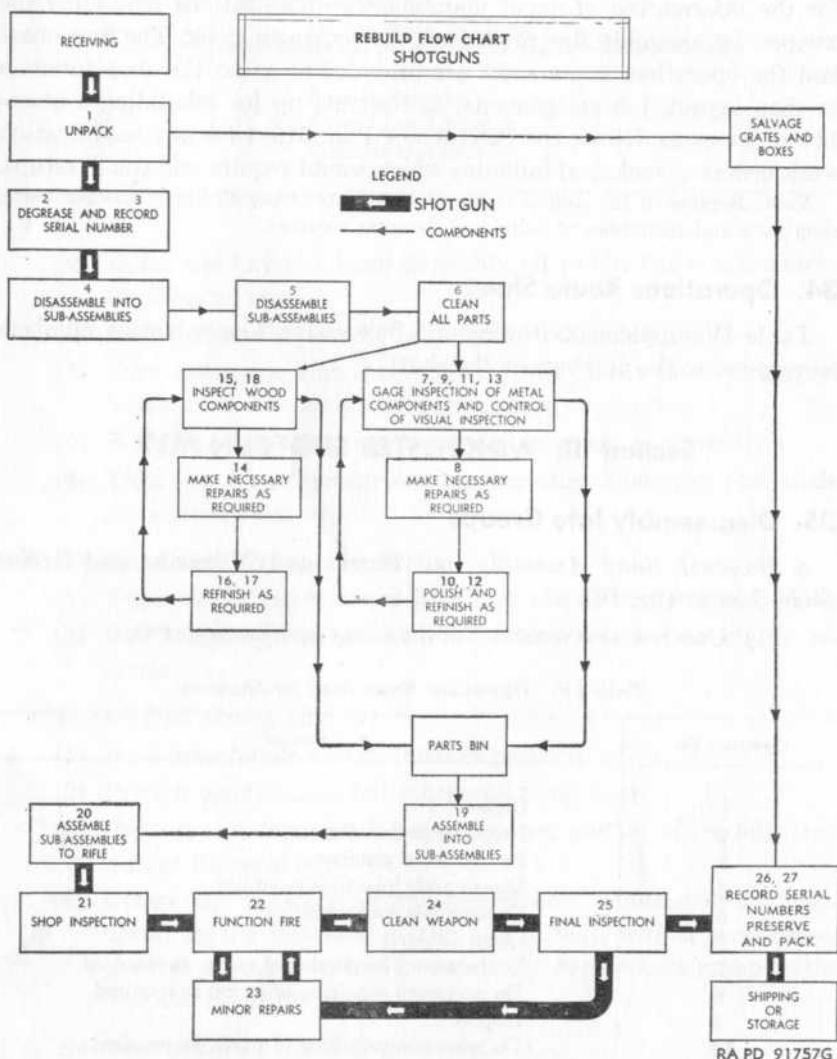 RECEIVING
REBUILD FLOW CHART
SHOTGUNS
1
UNPACK
SALVAGE
CRATES AND
BOXES
LEGEND
SHOTGUN
COMPONENTS
2 3
DEGREASE AND RECORD
SERIAL NUMBER
4
DISASSEMBLE INTO
SUB-ASSEMBLIES
5
DISASSEMBLE
SUB-ASSEMBLIES
6
CLEAN
ALL PARTS
15, 18
INSPECT WOOD
COMPONENTS
7, 9, 11, 13
GAGE INSPECTION OF METAL
COMPONENTS AND CONTROL
OF VISUAL INSPECTION
14
MAKE NECESSARY
REPAIRS AS
REQUIRED
8
MAKE NECESSARY
REPAIRS AS
REQUIRED
16, 17
REFINISH AS
REQUIRED
10, 12
POLISH AND
REFINISH AS
REQUIRED
PARTS BIN
20
ASSEMBLE
SUB-ASSEMBLIES
TO RIFLE
19
ASSEMBLE
INTO
SUB-ASSEMBLIES
21
SHOP INSPECTION
22
FUNCTION FIRE
24
CLEAN WEAPON
25
FINAL INSPECTION
26, 27
RECORD SERIAL
NUMBERS
PRESERVE
AND PACK
23
MINOR REPAIRS
SHIPPING
OR
STORAGE
RA PD 91757G